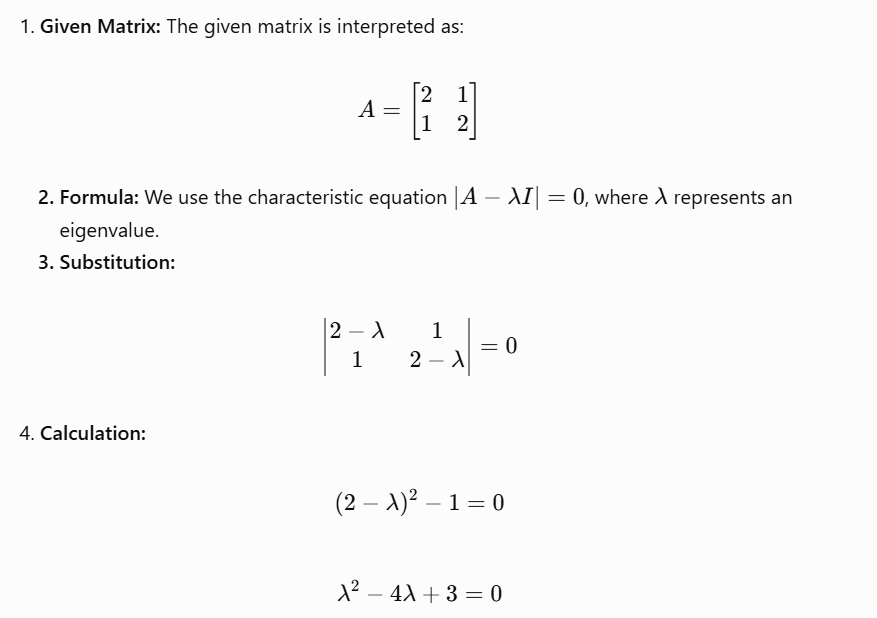 1. Given Matrix: The given matrix is interpreted as:
A = [2 1
1 2]
2. Formula: We use the characteristic equation |A − λI| = 0, where λ represents an
eigenvalue.
3. Substitution:
|2 − λ 1
1 2 − λ| = 0
4. Calculation:
(2 − λ)² − 1 = 0
λ² − 4λ + 3 = 0